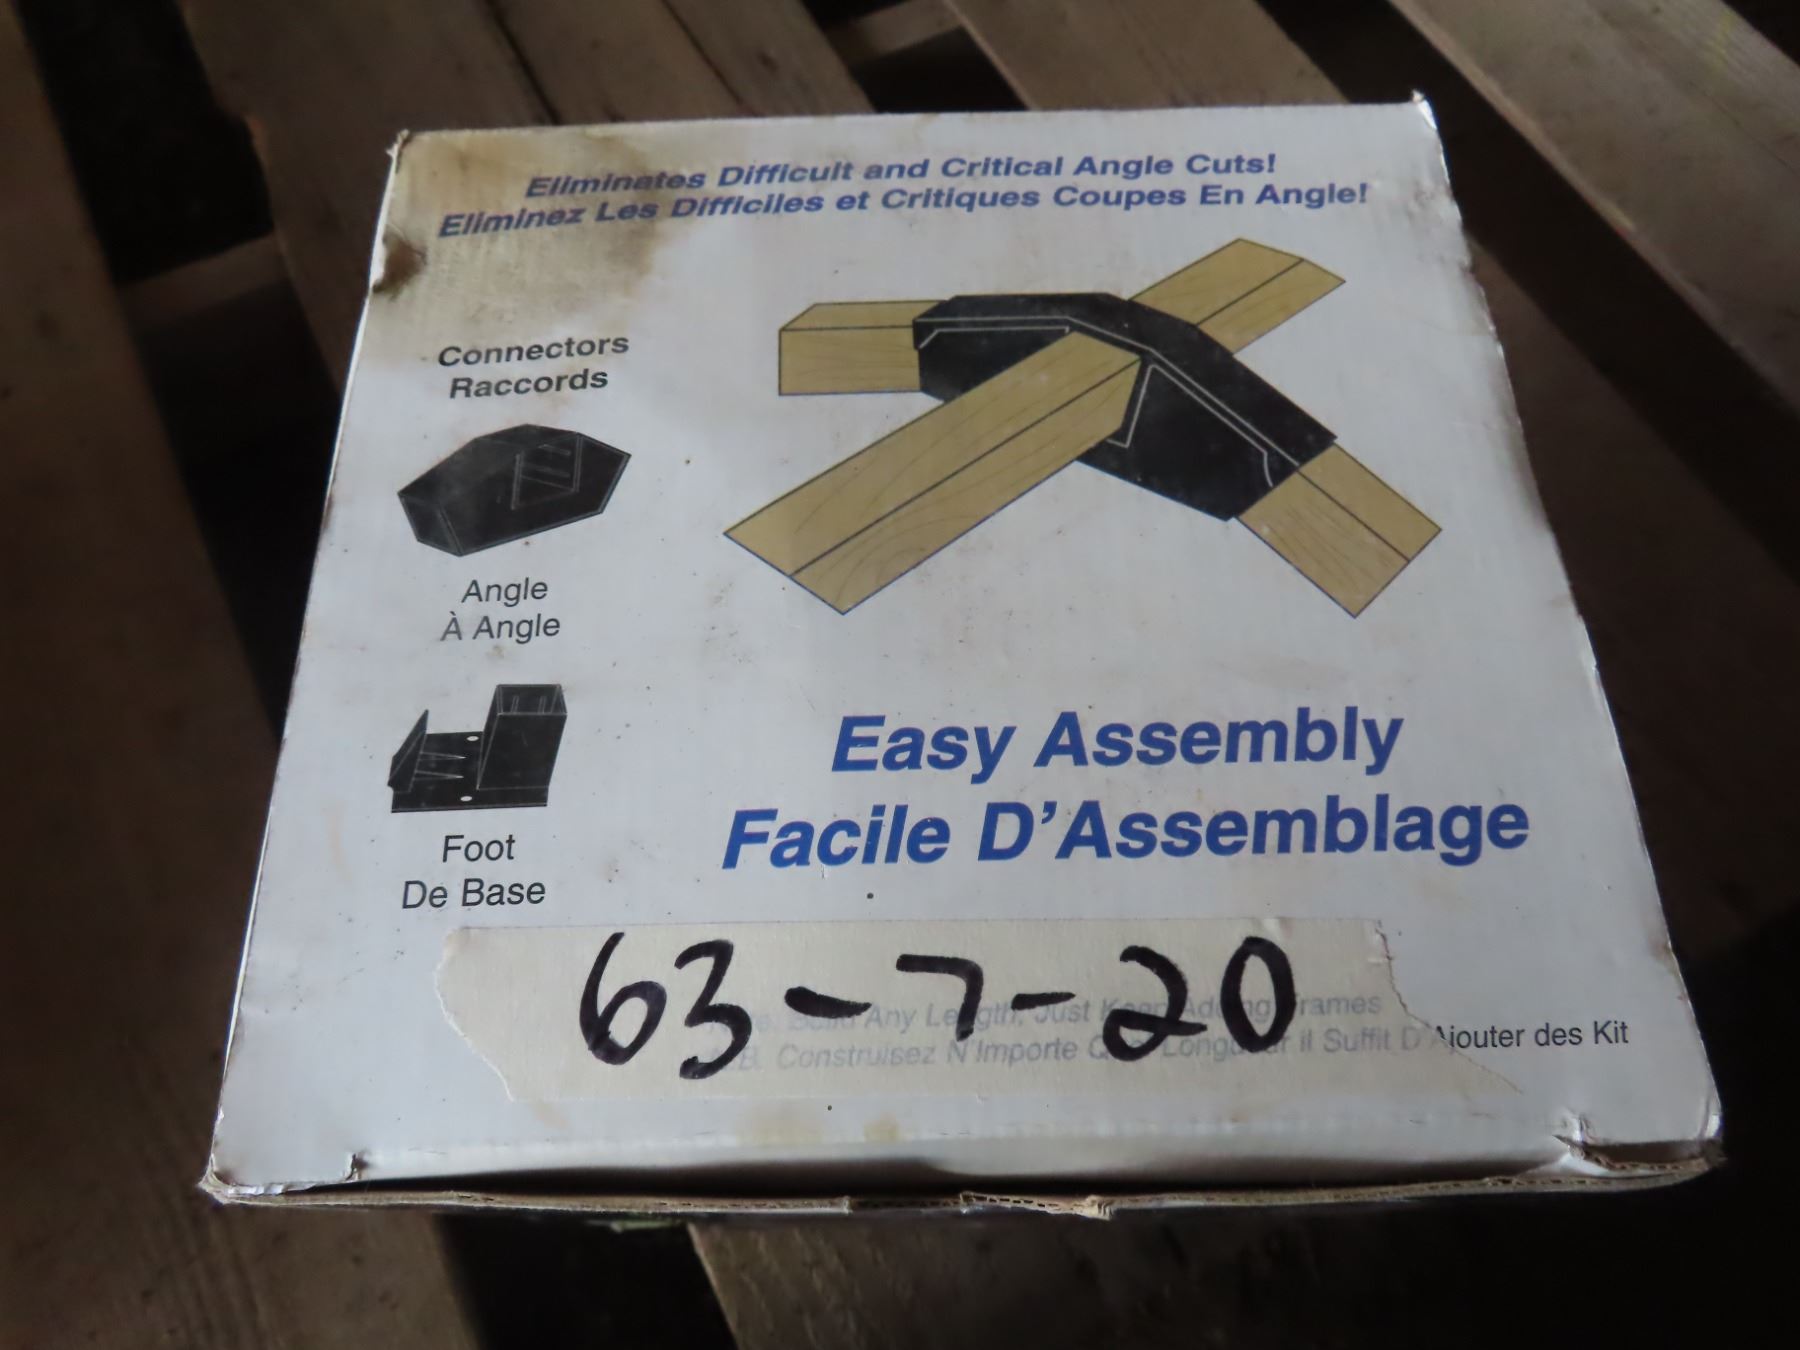 Eliminates Difficult and Critical Angle Cuts!
Eliminez Les Difficiles et Critiques Coupes En Angle!
Connectors
Raccords
Angle
À Angle
Foot
De Base
Easy Assembly
Facile D'Assemblage
63-7-20
Build Any Length, Just Keep Adding Frames
N.B. Construisez N'Importe Quel Longueur il Suffit D'Ajouter des Kit